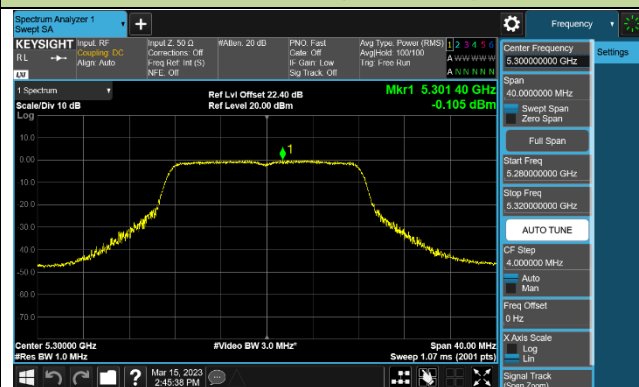 Spectrum Analyzer 1
Swept SA
Frequency
KEYSIGHT
RL
LXI
Input: RF
Coupling: DC
Align: Auto
Input Z: 50 Ω
Corrections: Off
Freq Ref: Int (S)
NFE: Off
#Atten: 20 dB
PNO: Fast
Gate: Off
IF Gain: Low
Sig Track: Off
Avg Type: Power (RMS)
Avg|Hold: 100/100
Trig: Free Run
1 2 3 4 5 6
A W W W W W
A N N N N N
Center Frequency
5.300000000 GHz
Settings
Span
40.0000000 MHz
Swept Span
Zero Span
Full Span
Start Freq
5.280000000 GHz
Stop Freq
5.320000000 GHz
AUTO TUNE
CF Step
4.000000 MHz
Auto
Man
Freq Offset
0 Hz
X Axis Scale
Log
Lin
Signal Track
(Span Zoom)
1 Spectrum
Scale/Div 10 dB
Log
Ref Lvl Offset 22.40 dB
Ref Level 20.00 dBm
Mkr1 5.301 40 GHz
-0.105 dBm
1
10.0
0.00
-10.0
-20.0
-30.0
-40.0
-50.0
-60.0
-70.0
Center 5.30000 GHz
#Res BW 1.0 MHz
#Video BW 3.0 MHz*
Span 40.00 MHz
Sweep 1.07 ms (2001 pts)
?
Mar 15, 2023
2:45:38 PM